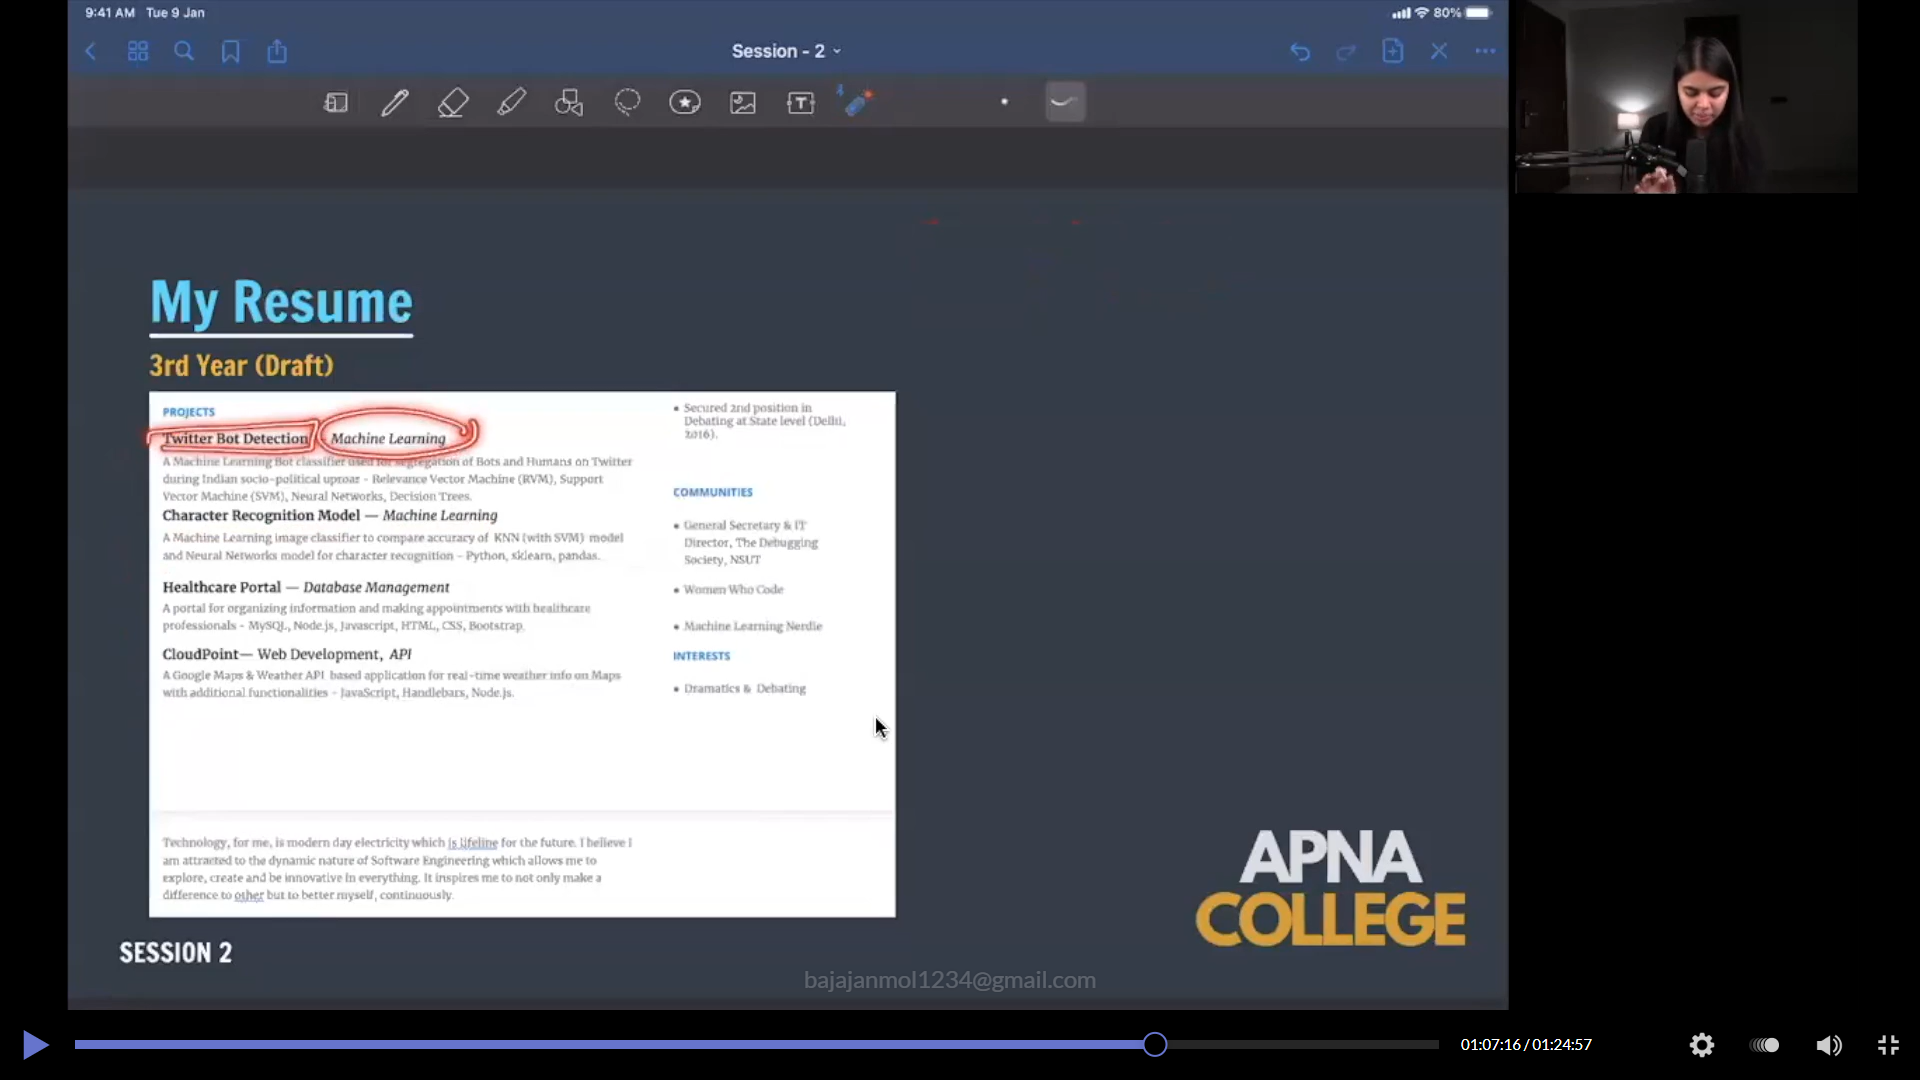 9:41 AM Tue 9 Jan
80%
Session - 2
My Resume
3rd Year (Draft)
PROJECTS
Twitter Bot Detection - Machine Learning
A Machine Learning Bot classifier used for segregation of Bots and Humans on Twitter
during Indian socio-political uproar - Relevance Vector Machine (RVM), Support
Vector Machine (SVM), Neural Networks, Decision Trees.
Character Recognition Model — Machine Learning
A Machine Learning image classifier to compare accuracy of KNN (with SVM) model
and Neural Networks model for character recognition - Python, sklearn, pandas.
Healthcare Portal — Database Management
A portal for organizing information and making appointments with healthcare
professionals - MySQL, Node.js, Javascript, HTML, CSS, Bootstrap.
CloudPoint— Web Development, API
A Google Maps & Weather API based application for real-time weather info on Maps
with additional functionalities - JavaScript, Handlebars, Node.js.
• Secured 2nd position in
Debating at State level (Delhi,
2016).
COMMUNITIES
• General Secretary & IT
Director, The Debugging
Society, NSUT
• Women Who Code
• Machine Learning Nerdie
INTERESTS
• Dramatics & Debating
Technology, for me, is modern day electricity which is lifeline for the future. I believe I
am attracted to the dynamic nature of Software Engineering which allows me to
explore, create and be innovative in everything. It inspires me to not only make a
difference to other but to better myself, continuously.
APNA
COLLEGE
SESSION 2
bajajanmol1234@gmail.com
01:07:16 / 01:24:57